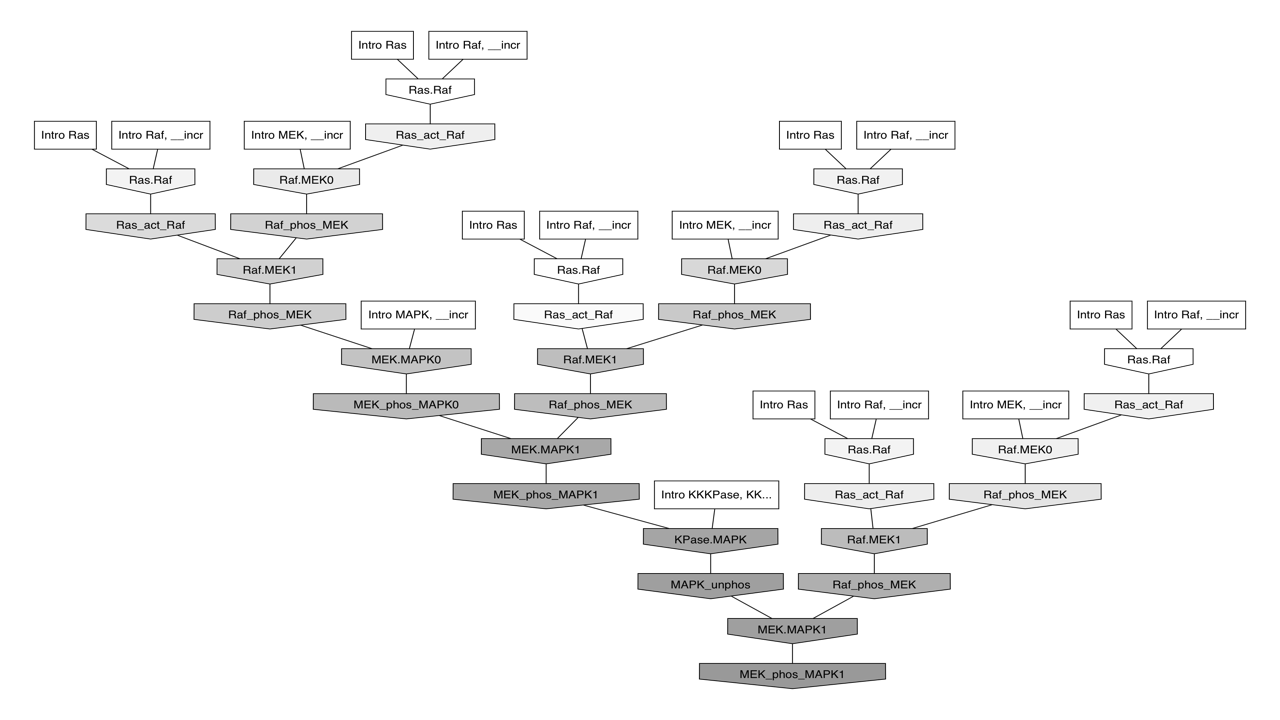 Intro Ras
Intro Raf, __incr
Ras.Raf
Intro Ras
Intro Raf, __incr
Intro MEK, __incr
Ras_act_Raf
Intro Ras
Intro Raf, __incr
Ras.Raf
Raf.MEK0
Ras.Raf
Ras_act_Raf
Raf_phos_MEK
Intro Ras
Intro Raf, __incr
Intro MEK, __incr
Ras_act_Raf
Raf.MEK1
Ras.Raf
Raf.MEK0
Raf_phos_MEK
Intro MAPK, __incr
Ras_act_Raf
Raf_phos_MEK
Intro Ras
Intro Raf, __incr
MEK.MAPK0
Raf.MEK1
Ras.Raf
MEK_phos_MAPK0
Raf_phos_MEK
Intro Ras
Intro Raf, __incr
Intro MEK, __incr
Ras_act_Raf
MEK.MAPK1
Ras.Raf
Raf.MEK0
MEK_phos_MAPK1
Intro KKKPase, KK...
Ras_act_Raf
Raf_phos_MEK
KPase.MAPK
Raf.MEK1
MAPK_unphos
Raf_phos_MEK
MEK.MAPK1
MEK_phos_MAPK1